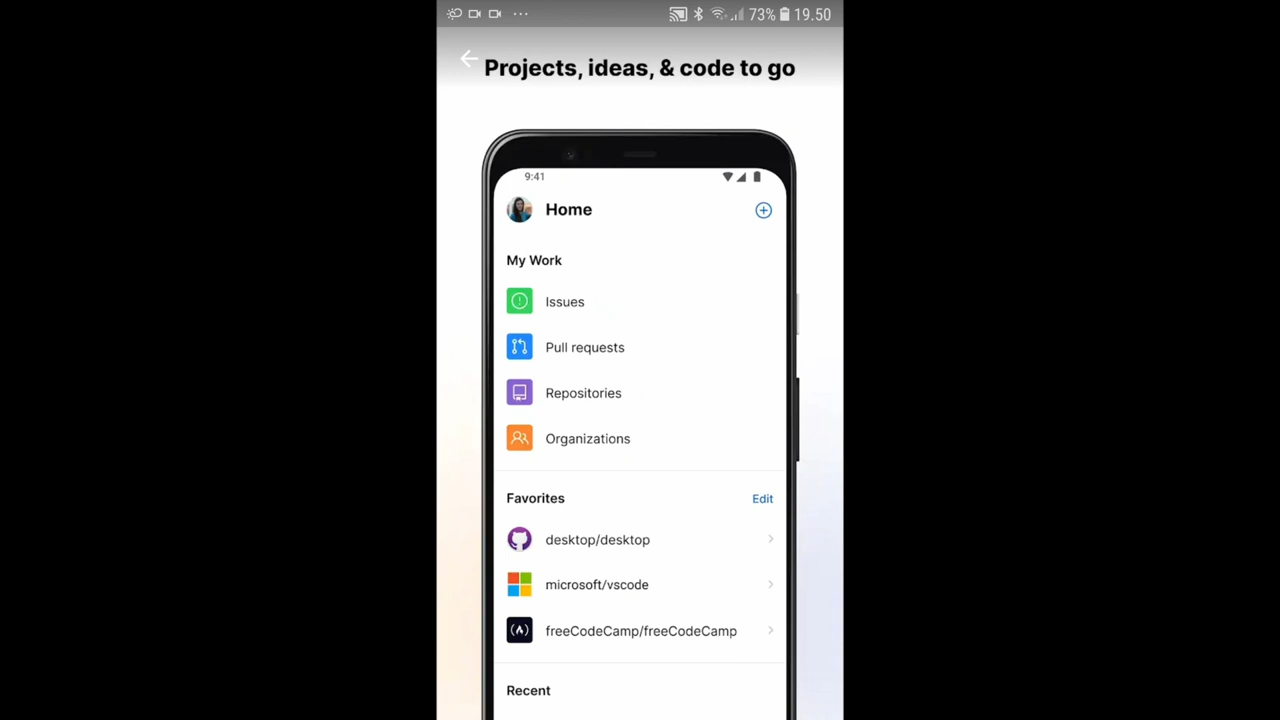 73% 19.50
Projects, ideas, & code to go
9:41
Home
My Work
Issues
Pull requests
Repositories
Organizations
Favorites Edit
desktop/desktop
microsoft/vscode
freeCodeCamp/freeCodeCamp
Recent